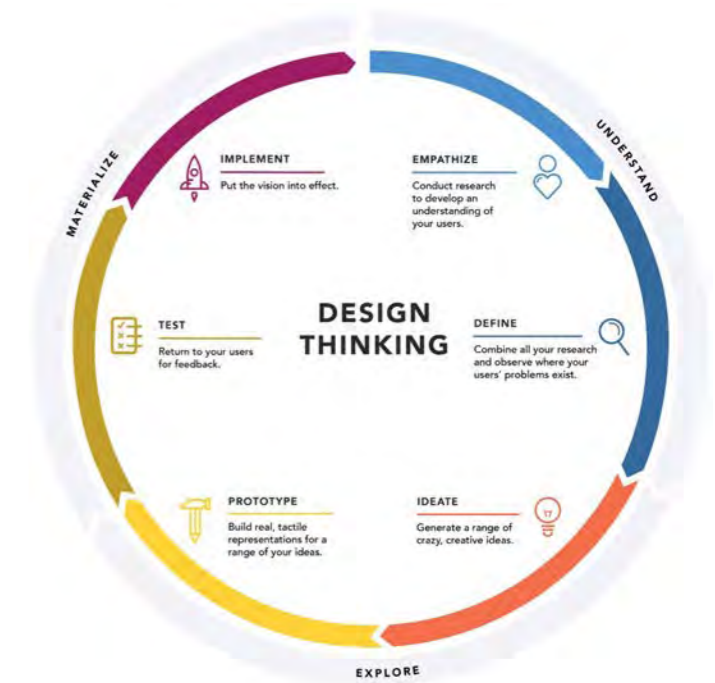 DESIGN
THINKING
UNDERSTAND
EMPATHIZE
Conduct research
to develop an
understanding of
your users.
DEFINE
Combine all your research
and observe where your
users' problems exist.
EXPLORE
IDEATE
Generate a range of
crazy, creative ideas.
PROTOTYPE
Build real, tactile
representations for a
range of your ideas.
MATERIALIZE
TEST
Return to your users
for feedback.
IMPLEMENT
Put the vision into effect.